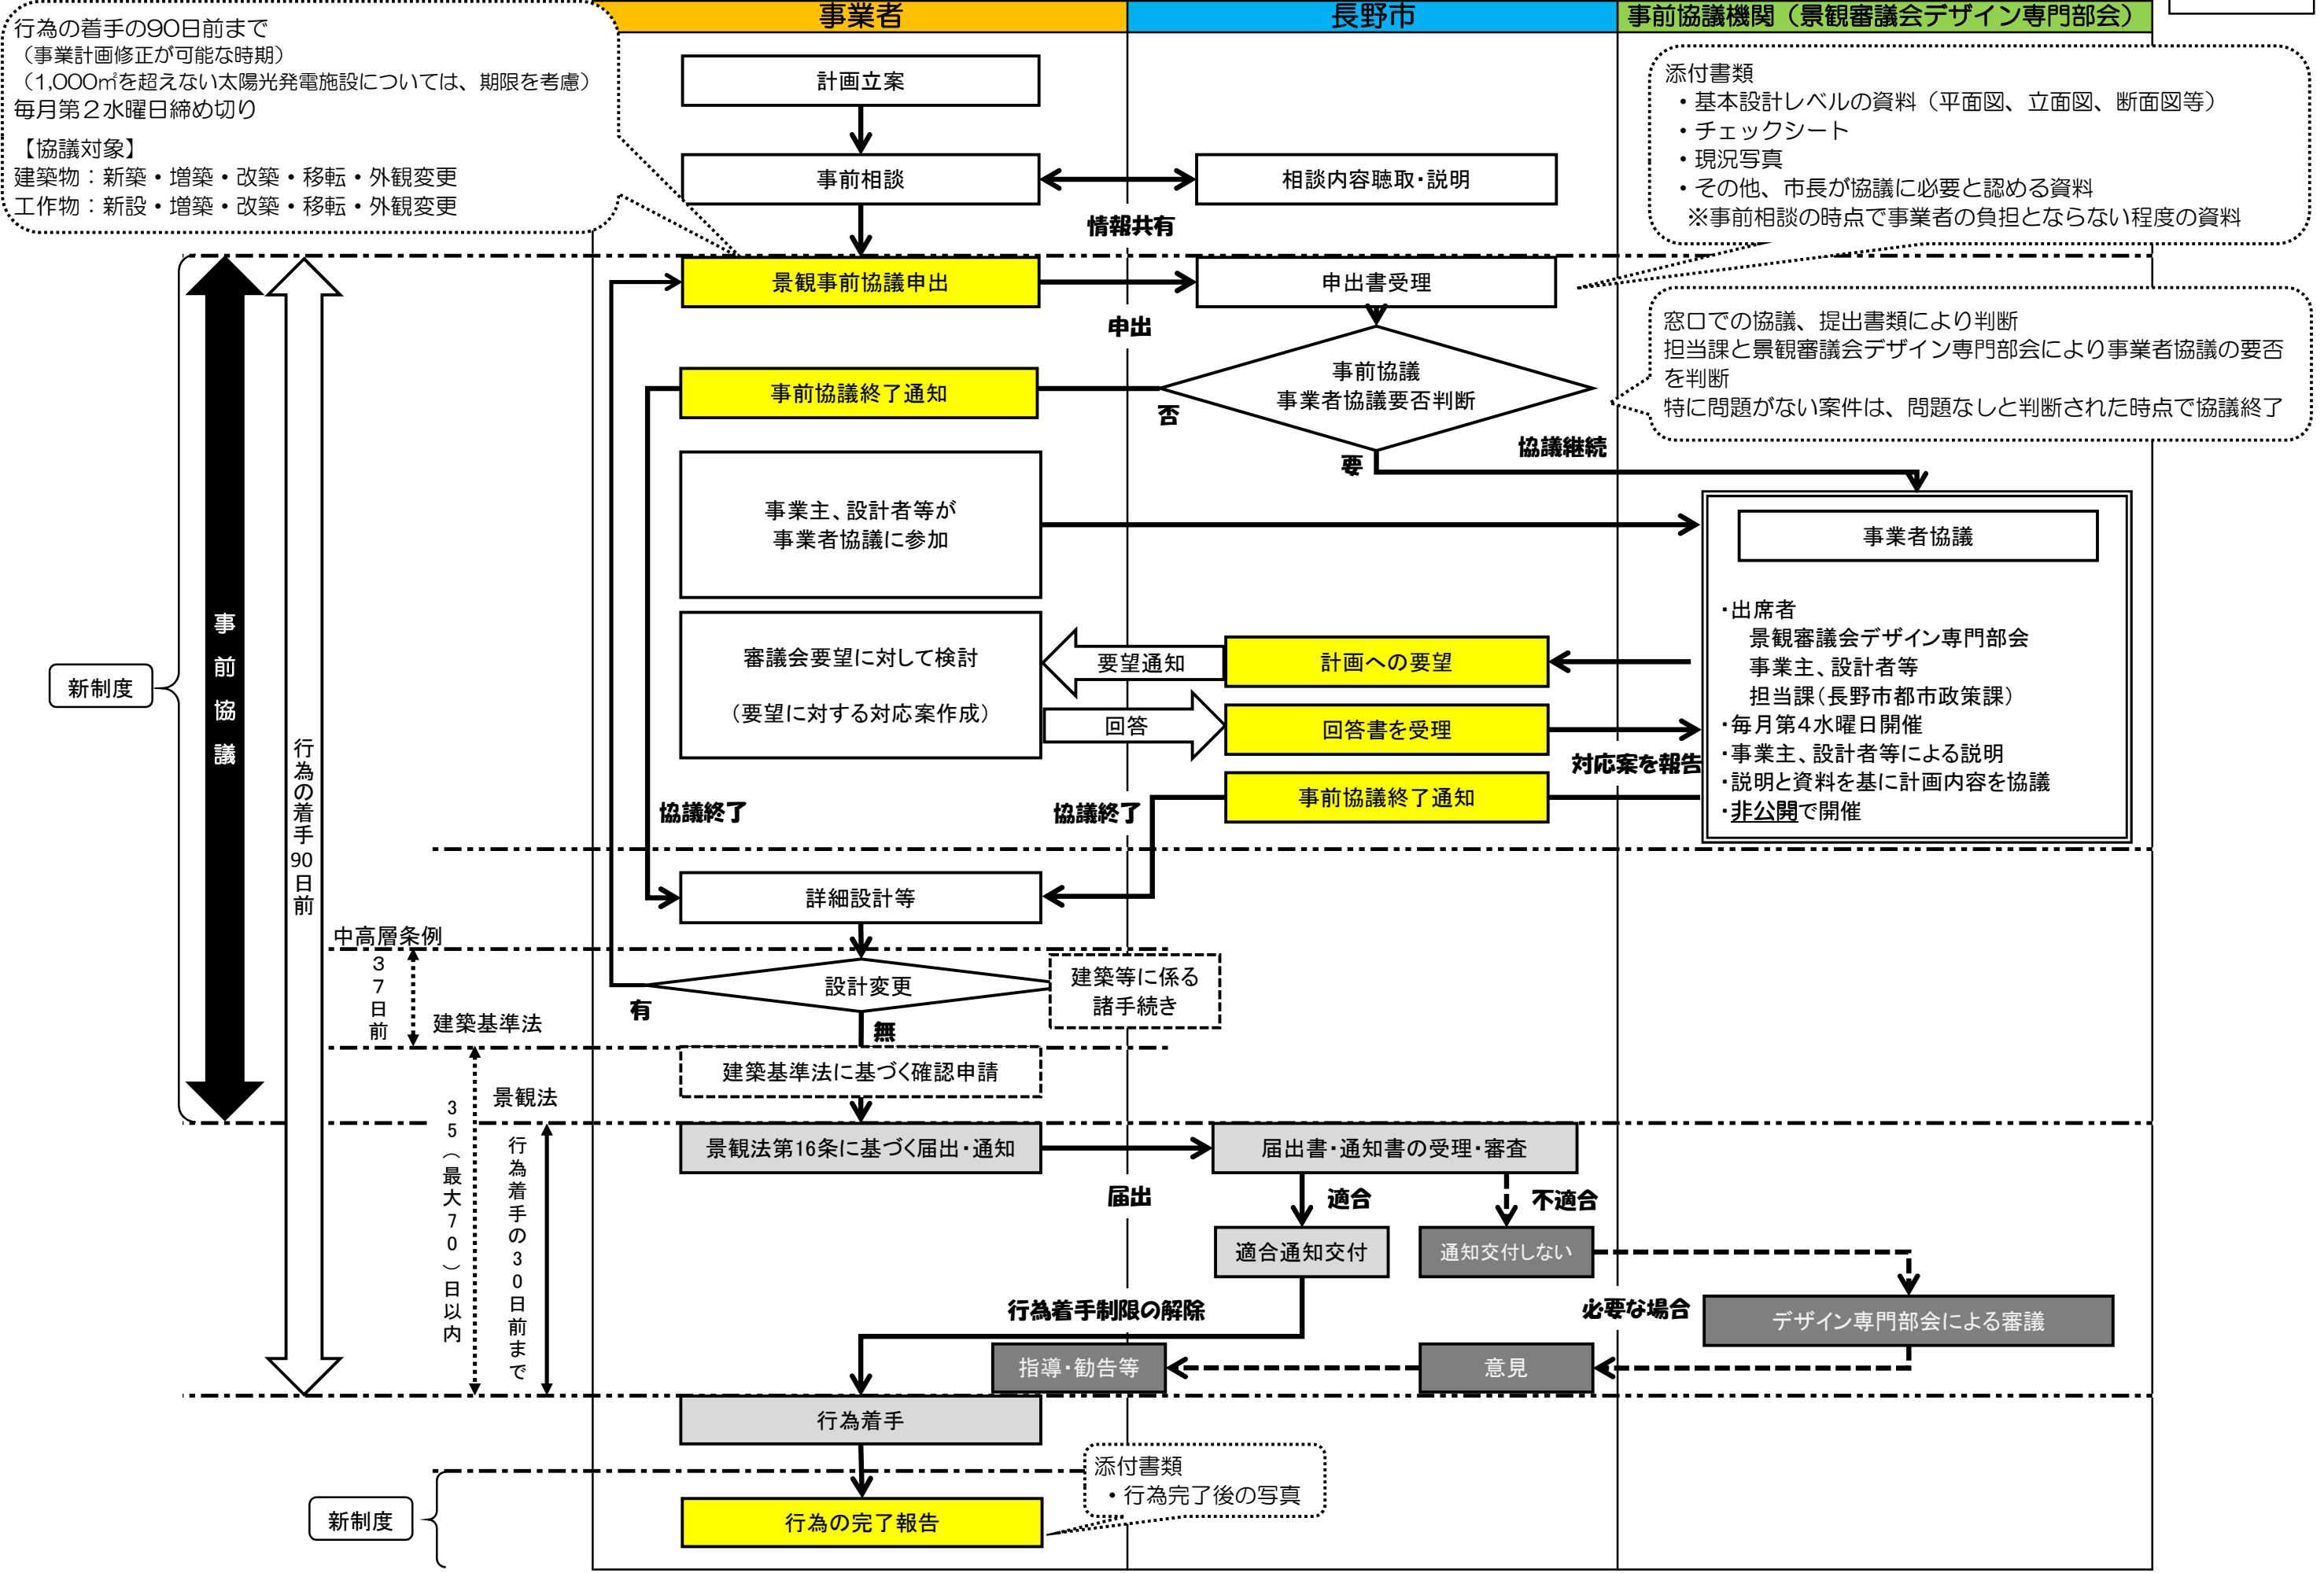 事業者
長野市
事前協議機関（景観審議会デザイン専門部会）
行為の着手の90日前まで
（事業計画修正が可能な時期）
（1,000㎡を超えない太陽光発電施設については、期限を考慮）
毎月第２水曜日締め切り
【協議対象】
建築物：新築・増築・改築・移転・外観変更
工作物：新設・増築・改築・移転・外観変更
計画立案
事前相談
相談内容聴取・説明
情報共有
添付書類
・基本設計レベルの資料（平面図、立面図、断面図等）
・チェックシート
・現況写真
・その他、市長が協議に必要と認める資料
※事前相談の時点で事業者の負担とならない程度の資料
景観事前協議申出
申出書受理
申出
窓口での協議、提出書類により判断
担当課と景観審議会デザイン専門部会により事業者協議の要否
を判断
特に問題がない案件は、問題なしと判断された時点で協議終了
事前協議終了通知
事前協議
事業者協議要否判断
否
要
協議継続
事業主、設計者等が
事業者協議に参加
事業者協議
・出席者
景観審議会デザイン専門部会
事業主、設計者等
担当課（長野市都市政策課）
・毎月第4水曜日開催
・事業主、設計者等による説明
・説明と資料を基に計画内容を協議
・非公開で開催
審議会要望に対して検討
（要望に対する対応案作成）
要望通知
計画への要望
回答
回答書を受理
対応案を報告
事前協議終了通知
協議終了
協議終了
新制度
事前協議
行為の着手90日前
詳細設計等
中高層条例
37日前
設計変更
有
無
建築等に係る
諸手続き
建築基準法
建築基準法に基づく確認申請
35（最大70）日以内
景観法
行為着手の30日前まで
景観法第16条に基づく届出・通知
届出書・通知書の受理・審査
届出
適合
不適合
適合通知交付
通知交付しない
行為着手制限の解除
必要な場合
デザイン専門部会による審議
指導・勧告等
意見
行為着手
添付書類
・行為完了後の写真
新制度
行為の完了報告